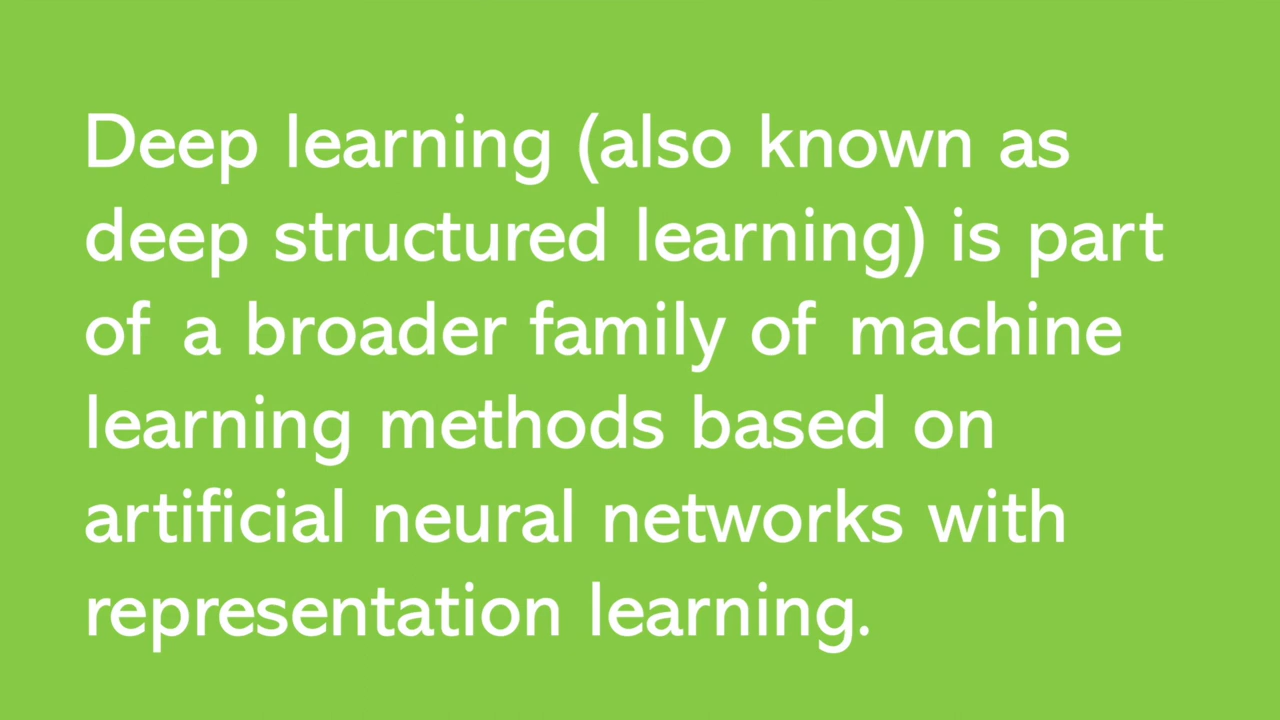 Deep learning (also known as
deep structured learning) is part
of a broader family of machine
learning methods based on
artificial neural networks with
representation learning.